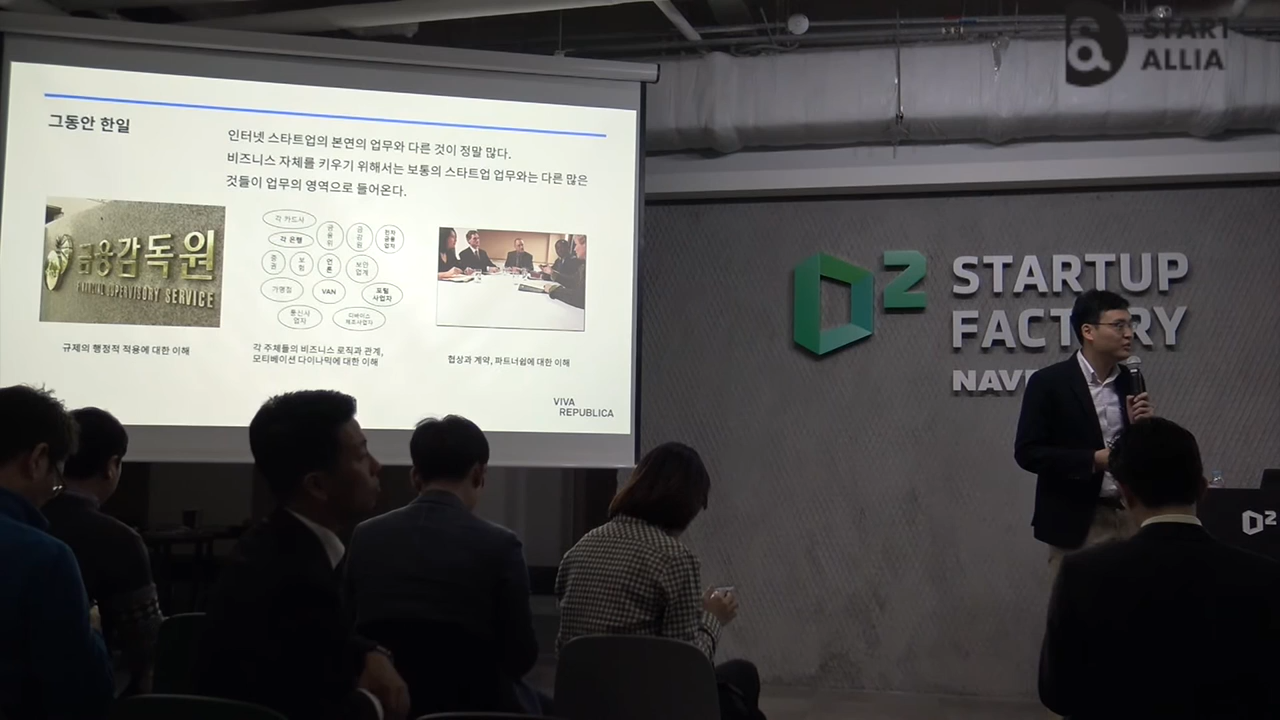 START
ALLIA
그동안 한일
인터넷 스타트업의 본연의 업무와 다른 것이 정말 많다.
비즈니스 자체를 키우기 위해서는 보통의 스타트업 업무와는 다른 많은
것들이 업무의 영역으로 들어온다.
금융감독원
FINANCIAL SUPERVISORY SERVICE
각 카드사
각 은행
금융위
금감원
전자
금융
업자
증권
보험
언론
보안
업계
가맹점
VAN
포털
사업자
통신사
업자
디바이스
제조사업자
규제의 행정적 적용에 대한 이해
각 주체들의 비즈니스 로직과 관계,
모티베이션 다이나믹에 대한 이해
협상과 계약, 파트너쉽에 대한 이해
VIVA
REPUBLICA
D2 STARTUP
FACTORY
NAVE
D2